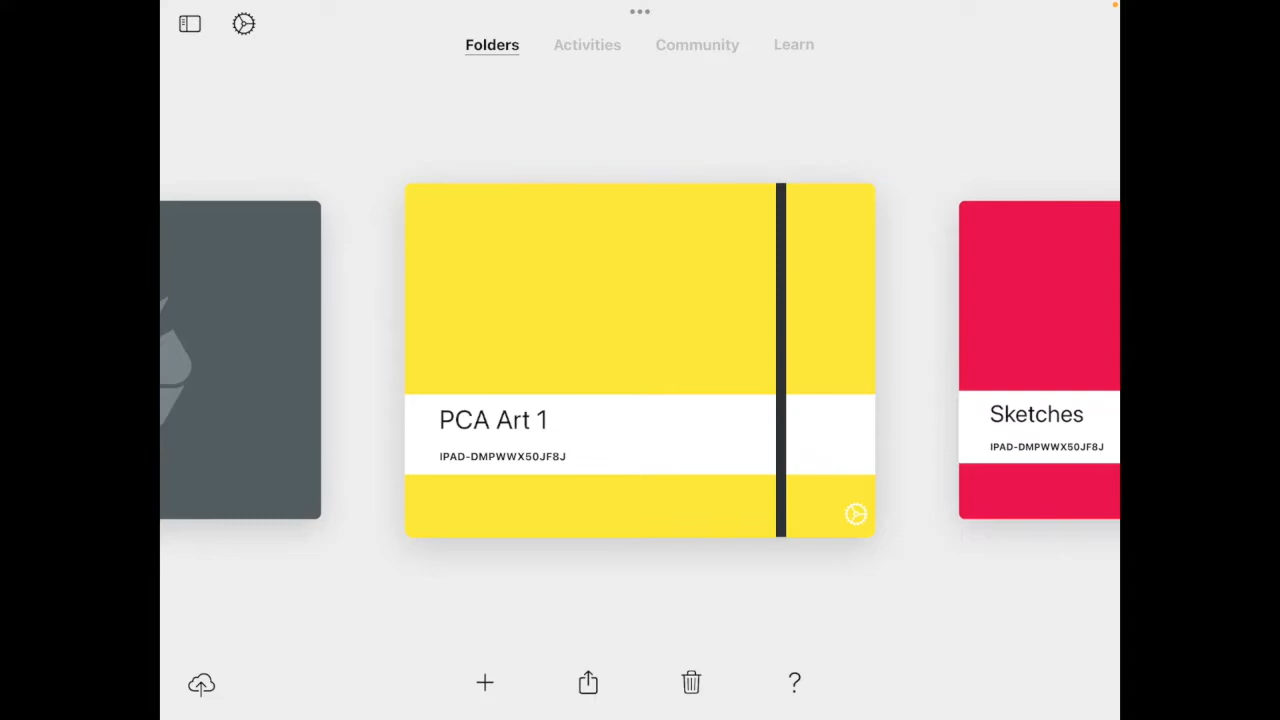 Folders Activities Community Learn
PCA Art 1
IPAD-DMPWWX50JF8J
Sketches
IPAD-DMPWWX50JF8J
?